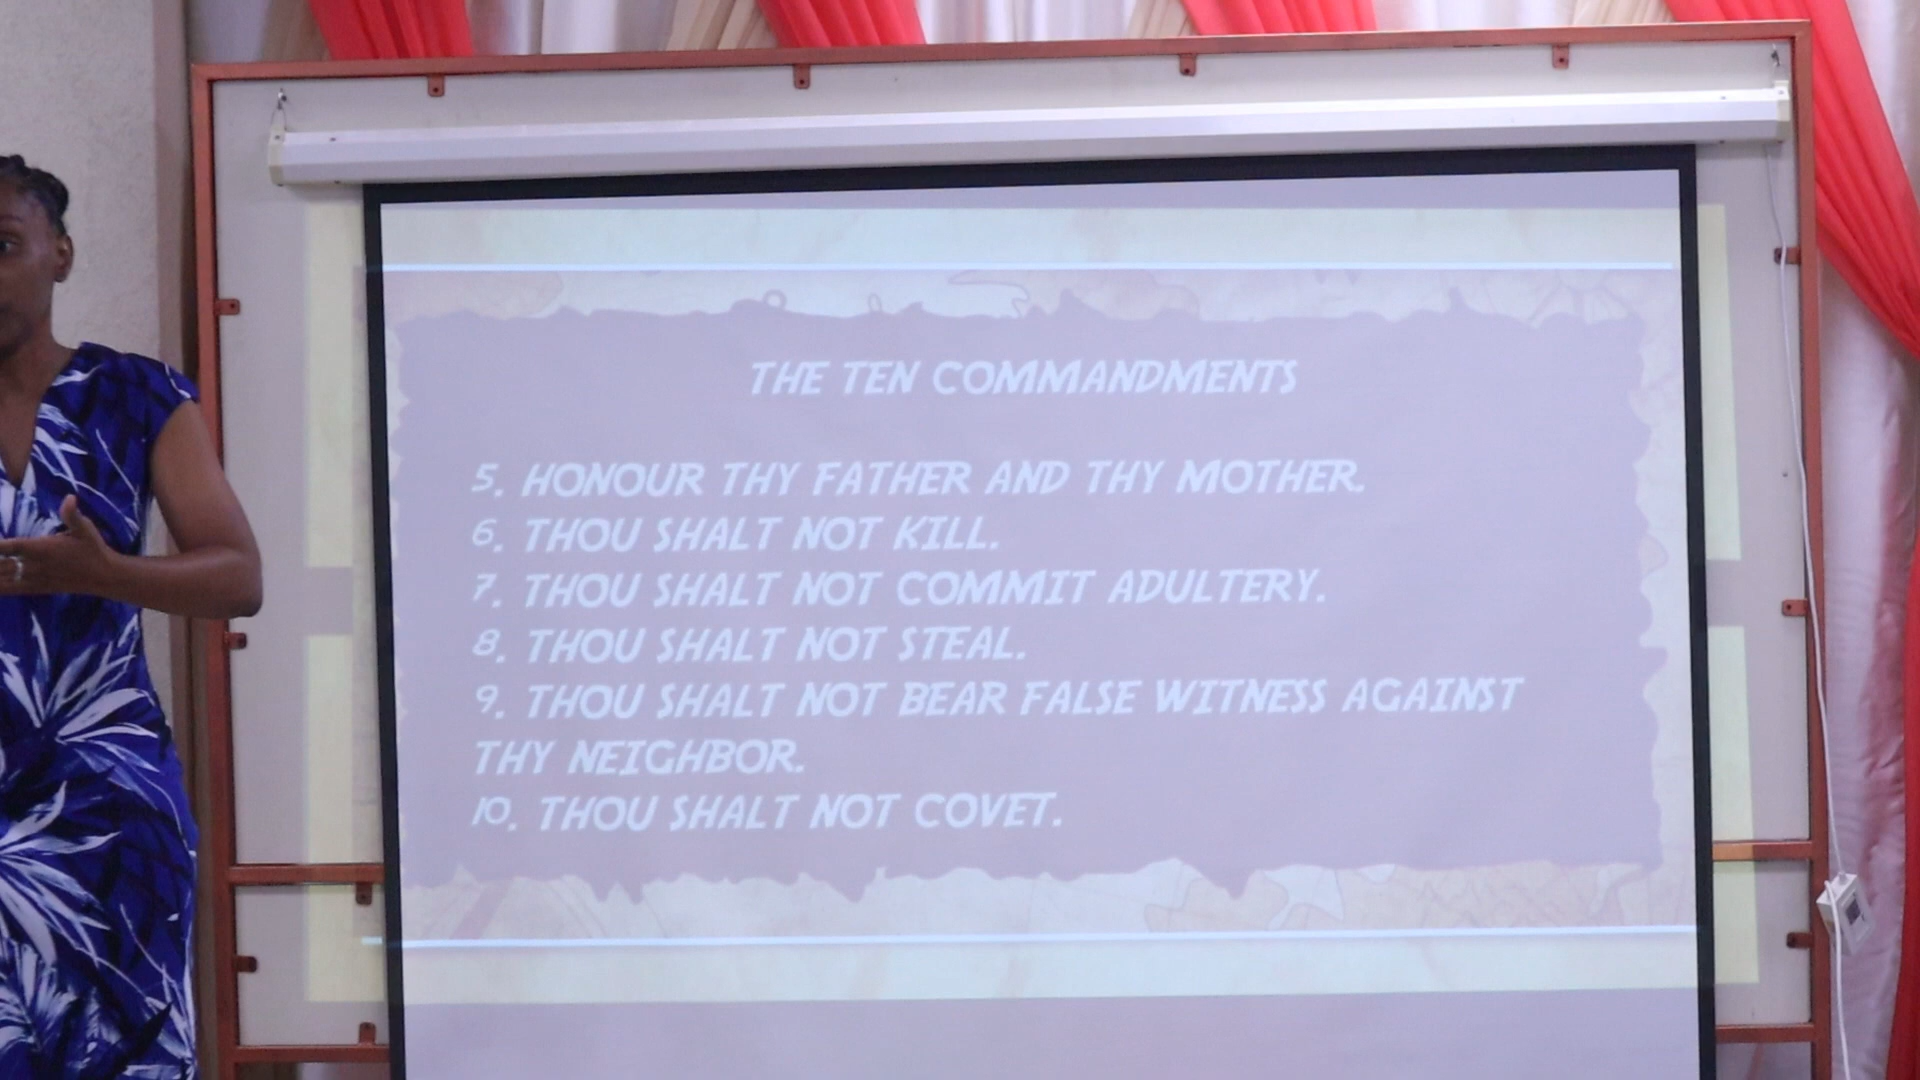 THE TEN COMMANDMENTS
5. HONOUR THY FATHER AND THY MOTHER.
6. THOU SHALT NOT KILL.
7. THOU SHALT NOT COMMIT ADULTERY.
8. THOU SHALT NOT STEAL.
9. THOU SHALT NOT BEAR FALSE WITNESS AGAINST
THY NEIGHBOR.
10. THOU SHALT NOT COVET.